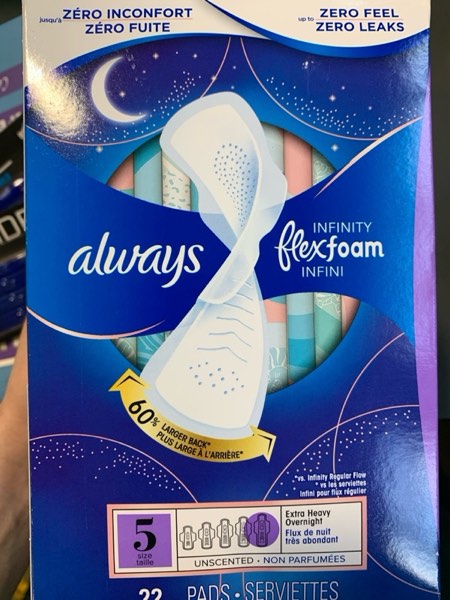 jusqu'à ZÉRO INCONFORT
ZÉRO FUITE
up to ZERO FEEL
ZERO LEAKS
always
INFINITY
flexfoam
INFINI
60% LARGER BACK*
PLUS LARGE À L'ARRIÈRE*
*vs. Infinity Regular Flow
*vs les serviettes
Infini pour flux régulier
5
size
taille
Extra Heavy
Overnight
Flux de nuit
très abondant
UNSCENTED • NON PARFUMÉES
22 PADS • SERVIETTES